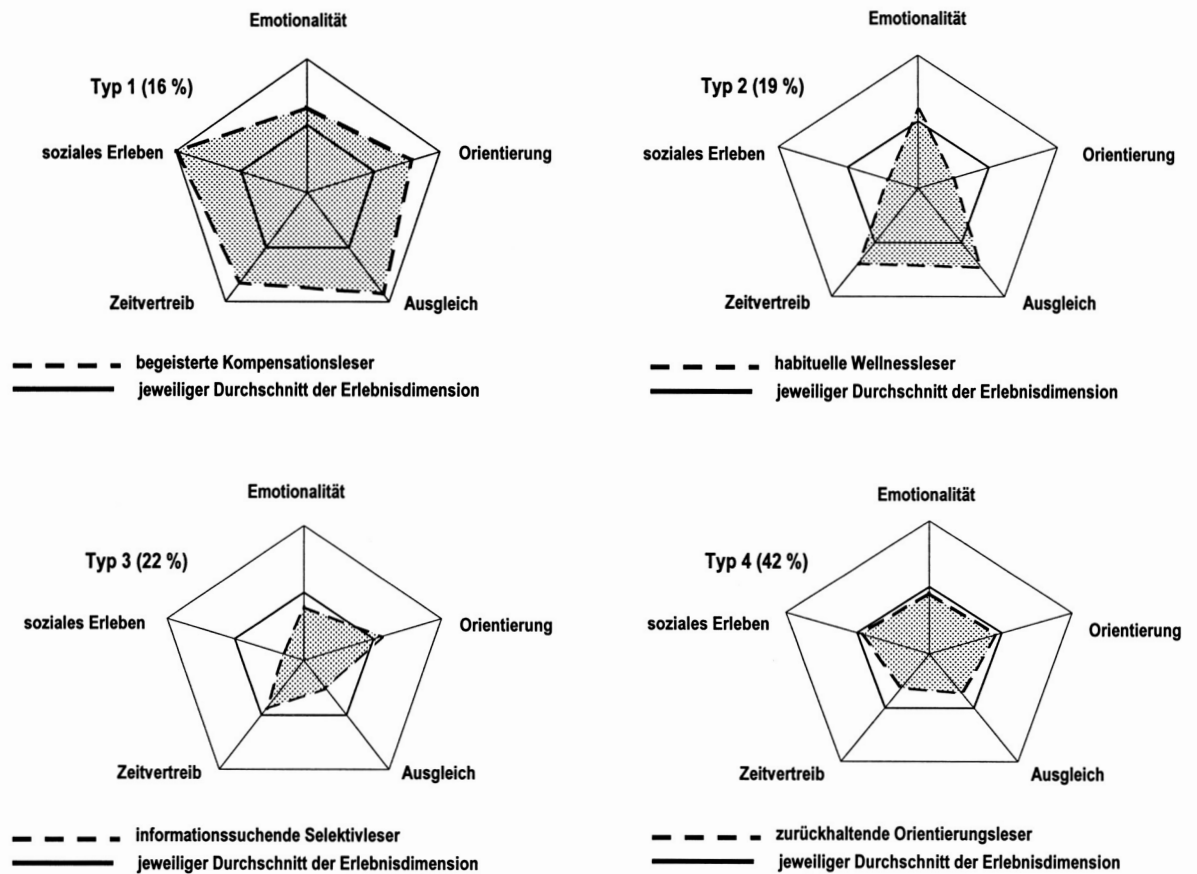 Emotionalität
Typ 1 (16 %)
soziales Erleben
Orientierung
Zeitvertreib
Ausgleich
begeisterte Kompensationsleser
jeweiliger Durchschnitt der Erlebnisdimension
Emotionalität
Typ 2 (19 %)
soziales Erleben
Orientierung
Zeitvertreib
Ausgleich
habituelle Wellnessleser
jeweiliger Durchschnitt der Erlebnisdimension
Emotionalität
Typ 3 (22 %)
soziales Erleben
Orientierung
Zeitvertreib
Ausgleich
informationssuchende Selektivleser
jeweiliger Durchschnitt der Erlebnisdimension
Emotionalität
Typ 4 (42 %)
soziales Erleben
Orientierung
Zeitvertreib
Ausgleich
zurückhaltende Orientierungsleser
jeweiliger Durchschnitt der Erlebnisdimension